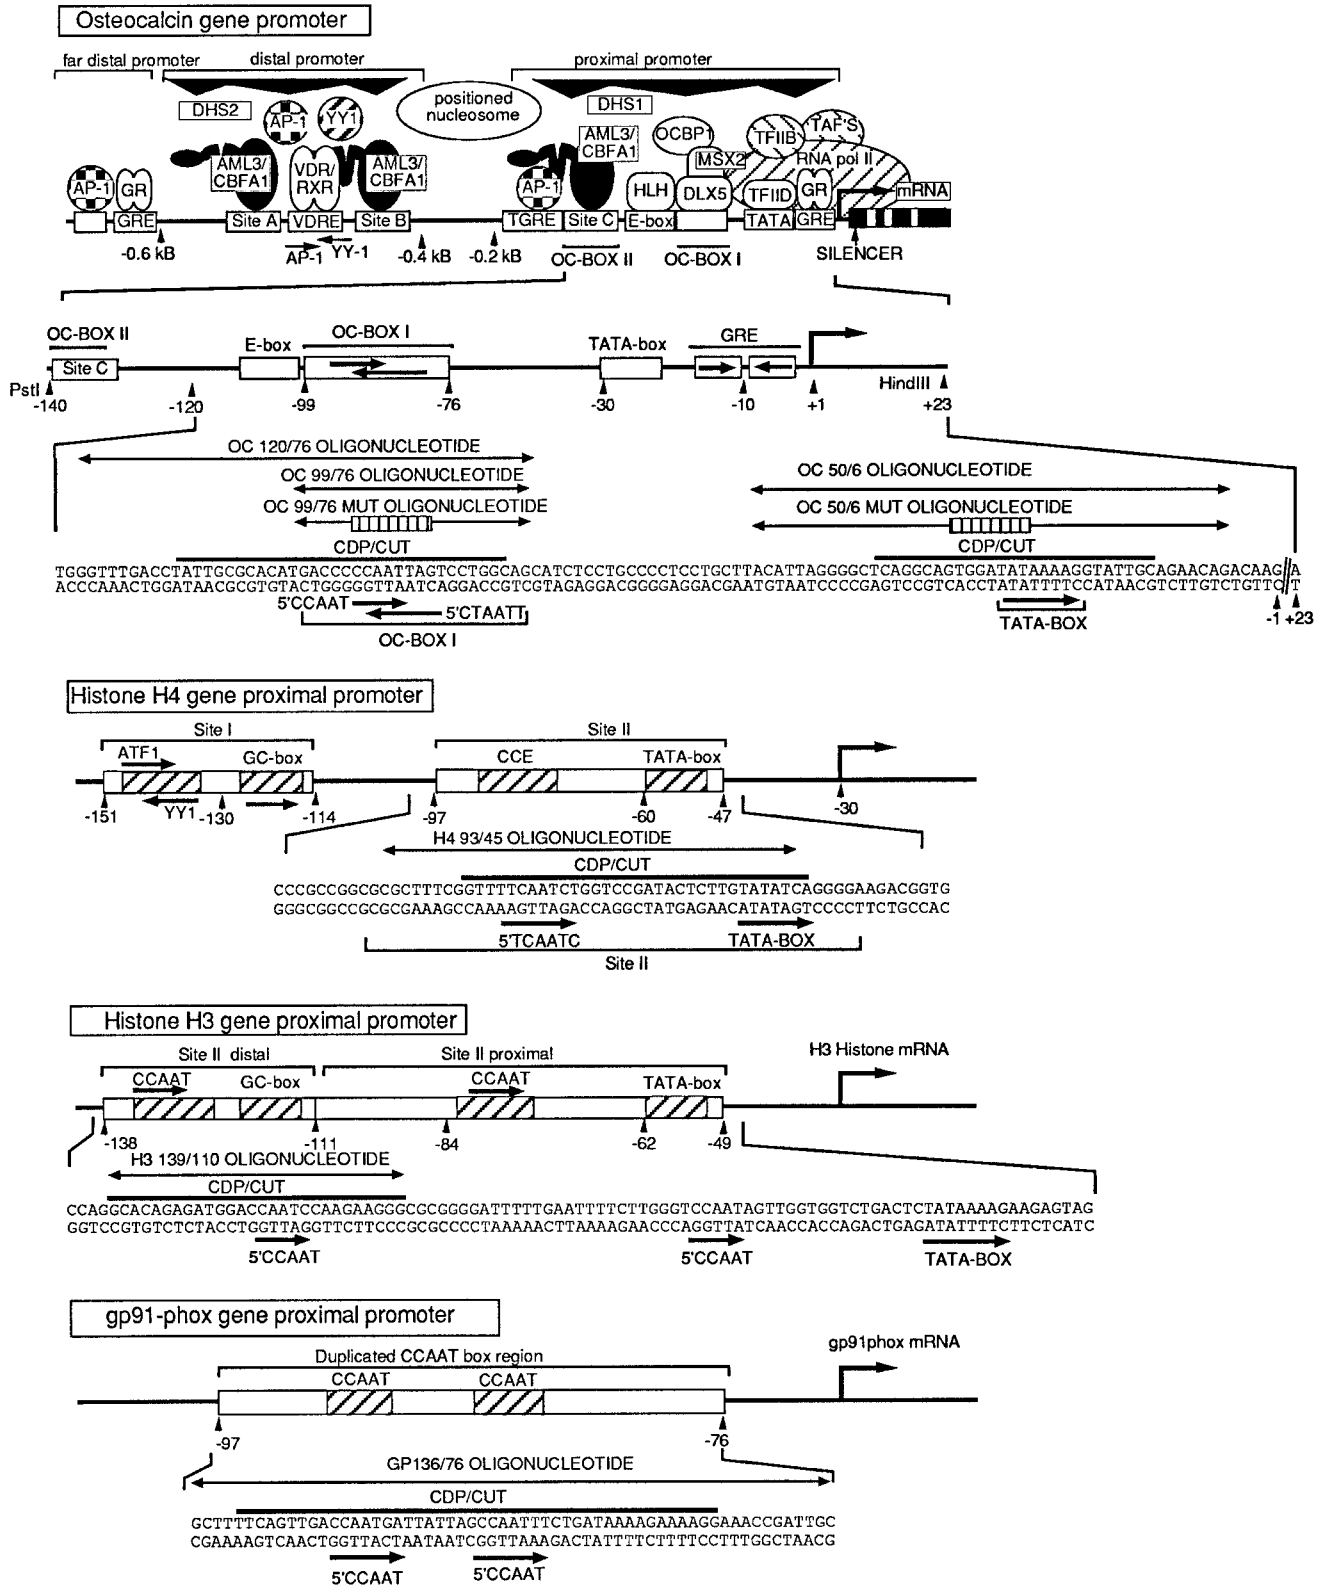 Osteocalcin gene promoter
far distal promoter distal promoter proximal promoter
DHS2 positioned nucleosome DHS1
AP-1 YY1 OCBP1 TFIIB TAF'S
AML3/CBFA1 AML3/CBFA1 AML3/CBFA1 MSX2 RNA pol II
AP-1 GR VDR/RXR AP-1 HLH DLX5 TFIID GR mRNA
GRE Site A VDRE Site B TGRE Site C E-box TATA GRE
-0.6 kB AP-1 YY-1 -0.4 kB -0.2 kB OC-BOX II OC-BOX I SILENCER
OC-BOX II E-box OC-BOX I TATA-box GRE
Site C
PstI HindIII
-140 -120 -99 -76 -30 -10 +1 +23
OC 120/76 OLIGONUCLEOTIDE
OC 99/76 OLIGONUCLEOTIDE OC 50/6 OLIGONUCLEOTIDE
OC 99/76 MUT OLIGONUCLEOTIDE OC 50/6 MUT OLIGONUCLEOTIDE
CDP/CUT CDP/CUT
TGGGTTTGACCTATTGCGCACATGACCCCCAATTAGTCCTGGCAGCATCTCCTGCCCCTCCTGCTTACATTAGGGGCTCAGGCAGTGGATATAAAAGGTATTGCAGAACAGACAAG A
ACCCAAACTGGATAACGCGTGTACTGGGGGTTAATCAGGACCGTCGTAGAGGACGGGGAGGACGAATGTAATCCCCGAGTCCGTCACCTATATTTTCCATAACGTCTTGTCTGTTC T
5'CCAAT 5'CTAATT TATA-BOX -1 +23
OC-BOX I
Histone H4 gene proximal promoter
Site I Site II
ATF1 GC-box CCE TATA-box
-151 YY1 -130 -114 -97 -60 -47 -30
H4 93/45 OLIGONUCLEOTIDE
CDP/CUT
CCCGCCGGCGCGCTTTCGGTTTTCAATCTGGTCCGATACTCTTGTATATCAGGGGAAGACGGTG
GGGCGGCCGCGCGAAAGCCAAAAGTTAGACCAGGCTATGAGAACATATAGTCCCCTTCTGCCAC
5'TCAATC TATA-BOX
Site II
Histone H3 gene proximal promoter
Site II distal Site II proximal H3 Histone mRNA
CCAAT GC-box CCAAT TATA-box
-138 -111 -84 -62 -49
H3 139/110 OLIGONUCLEOTIDE
CDP/CUT
CCAGGCACAGAGATGGACCAATCCAAGAAGGGCGCGGGGATTTTTGAATTTTCTTGGGTCCAATAGTTGGTGGTCTGACTCTATAAAAGAAGAGTAG
GGTCCGTGTCTCTACCTGGTTAGGTTCTTCCCGCGCCCCTAAAAACTTAAAAGAACCCAGGTTATCAACCACCAGACTGAGATATTTTCTTCTCATC
5'CCAAT 5'CCAAT TATA-BOX
gp91-phox gene proximal promoter
Duplicated CCAAT box region gp91phox mRNA
CCAAT CCAAT
-97 -76
GP136/76 OLIGONUCLEOTIDE
CDP/CUT
GCTTTTCAGTTGACCAATGATTATTAGCCAATTTCTGATAAAAGAAAAGGAAACCGATTGC
CGAAAAGTCAACTGGTTACTAATAATCGGTTAAAGACTATTTTCTTTTCCTTTGGCTAACG
5'CCAAT 5'CCAAT